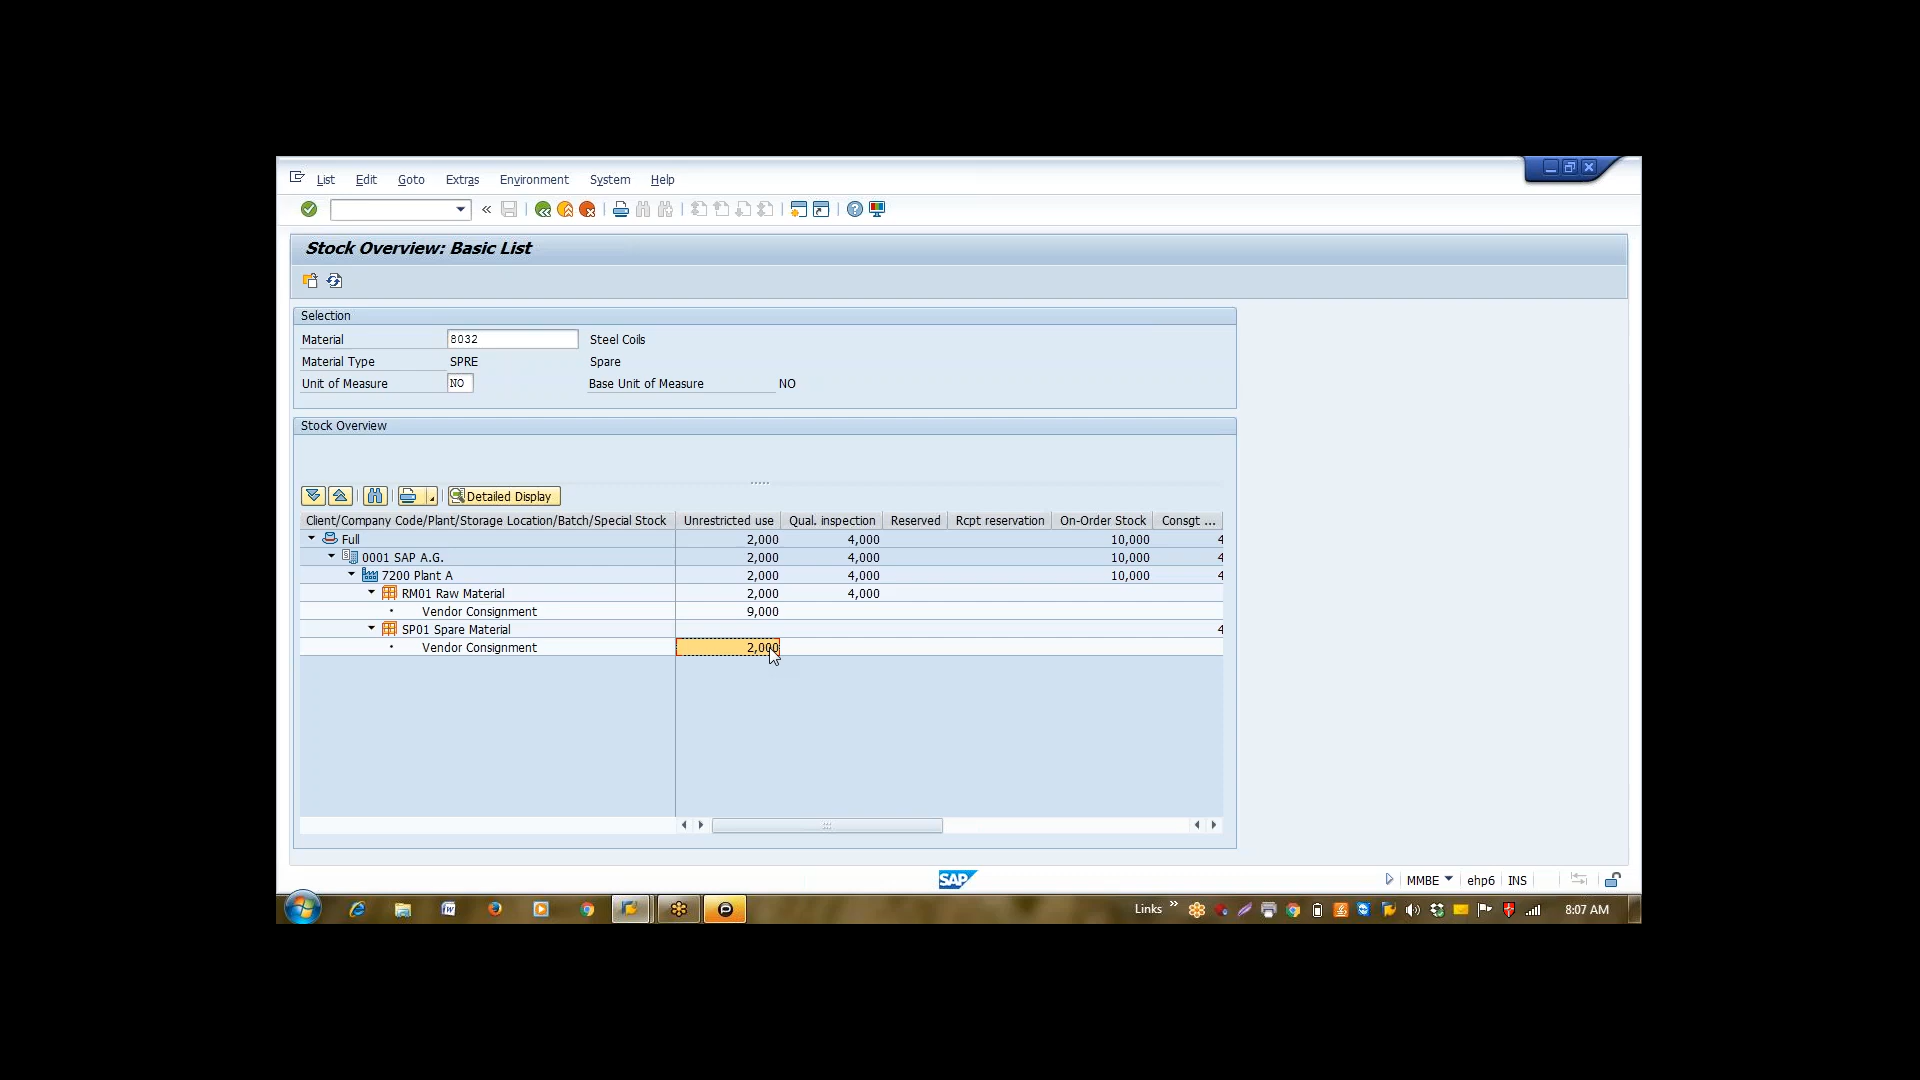 List Edit Goto Extras Environment System Help
Stock Overview: Basic List
Selection
Material 8032 Steel Coils
Material Type SPRE Spare
Unit of Measure NO Base Unit of Measure NO
Stock Overview
Detailed Display
Client/Company Code/Plant/Storage Location/Batch/Special Stock Unrestricted use Qual. inspection Reserved Rcpt reservation On-Order Stock Consgt ...
Full 2,000 4,000 10,000 4
0001 SAP A.G. 2,000 4,000 10,000 4
7200 Plant A 2,000 4,000 10,000 4
RM01 Raw Material 2,000 4,000
Vendor Consignment 9,000
SP01 Spare Material 4
Vendor Consignment 2,000
SAP
MMBE ehp6 INS
Links » 8:07 AM